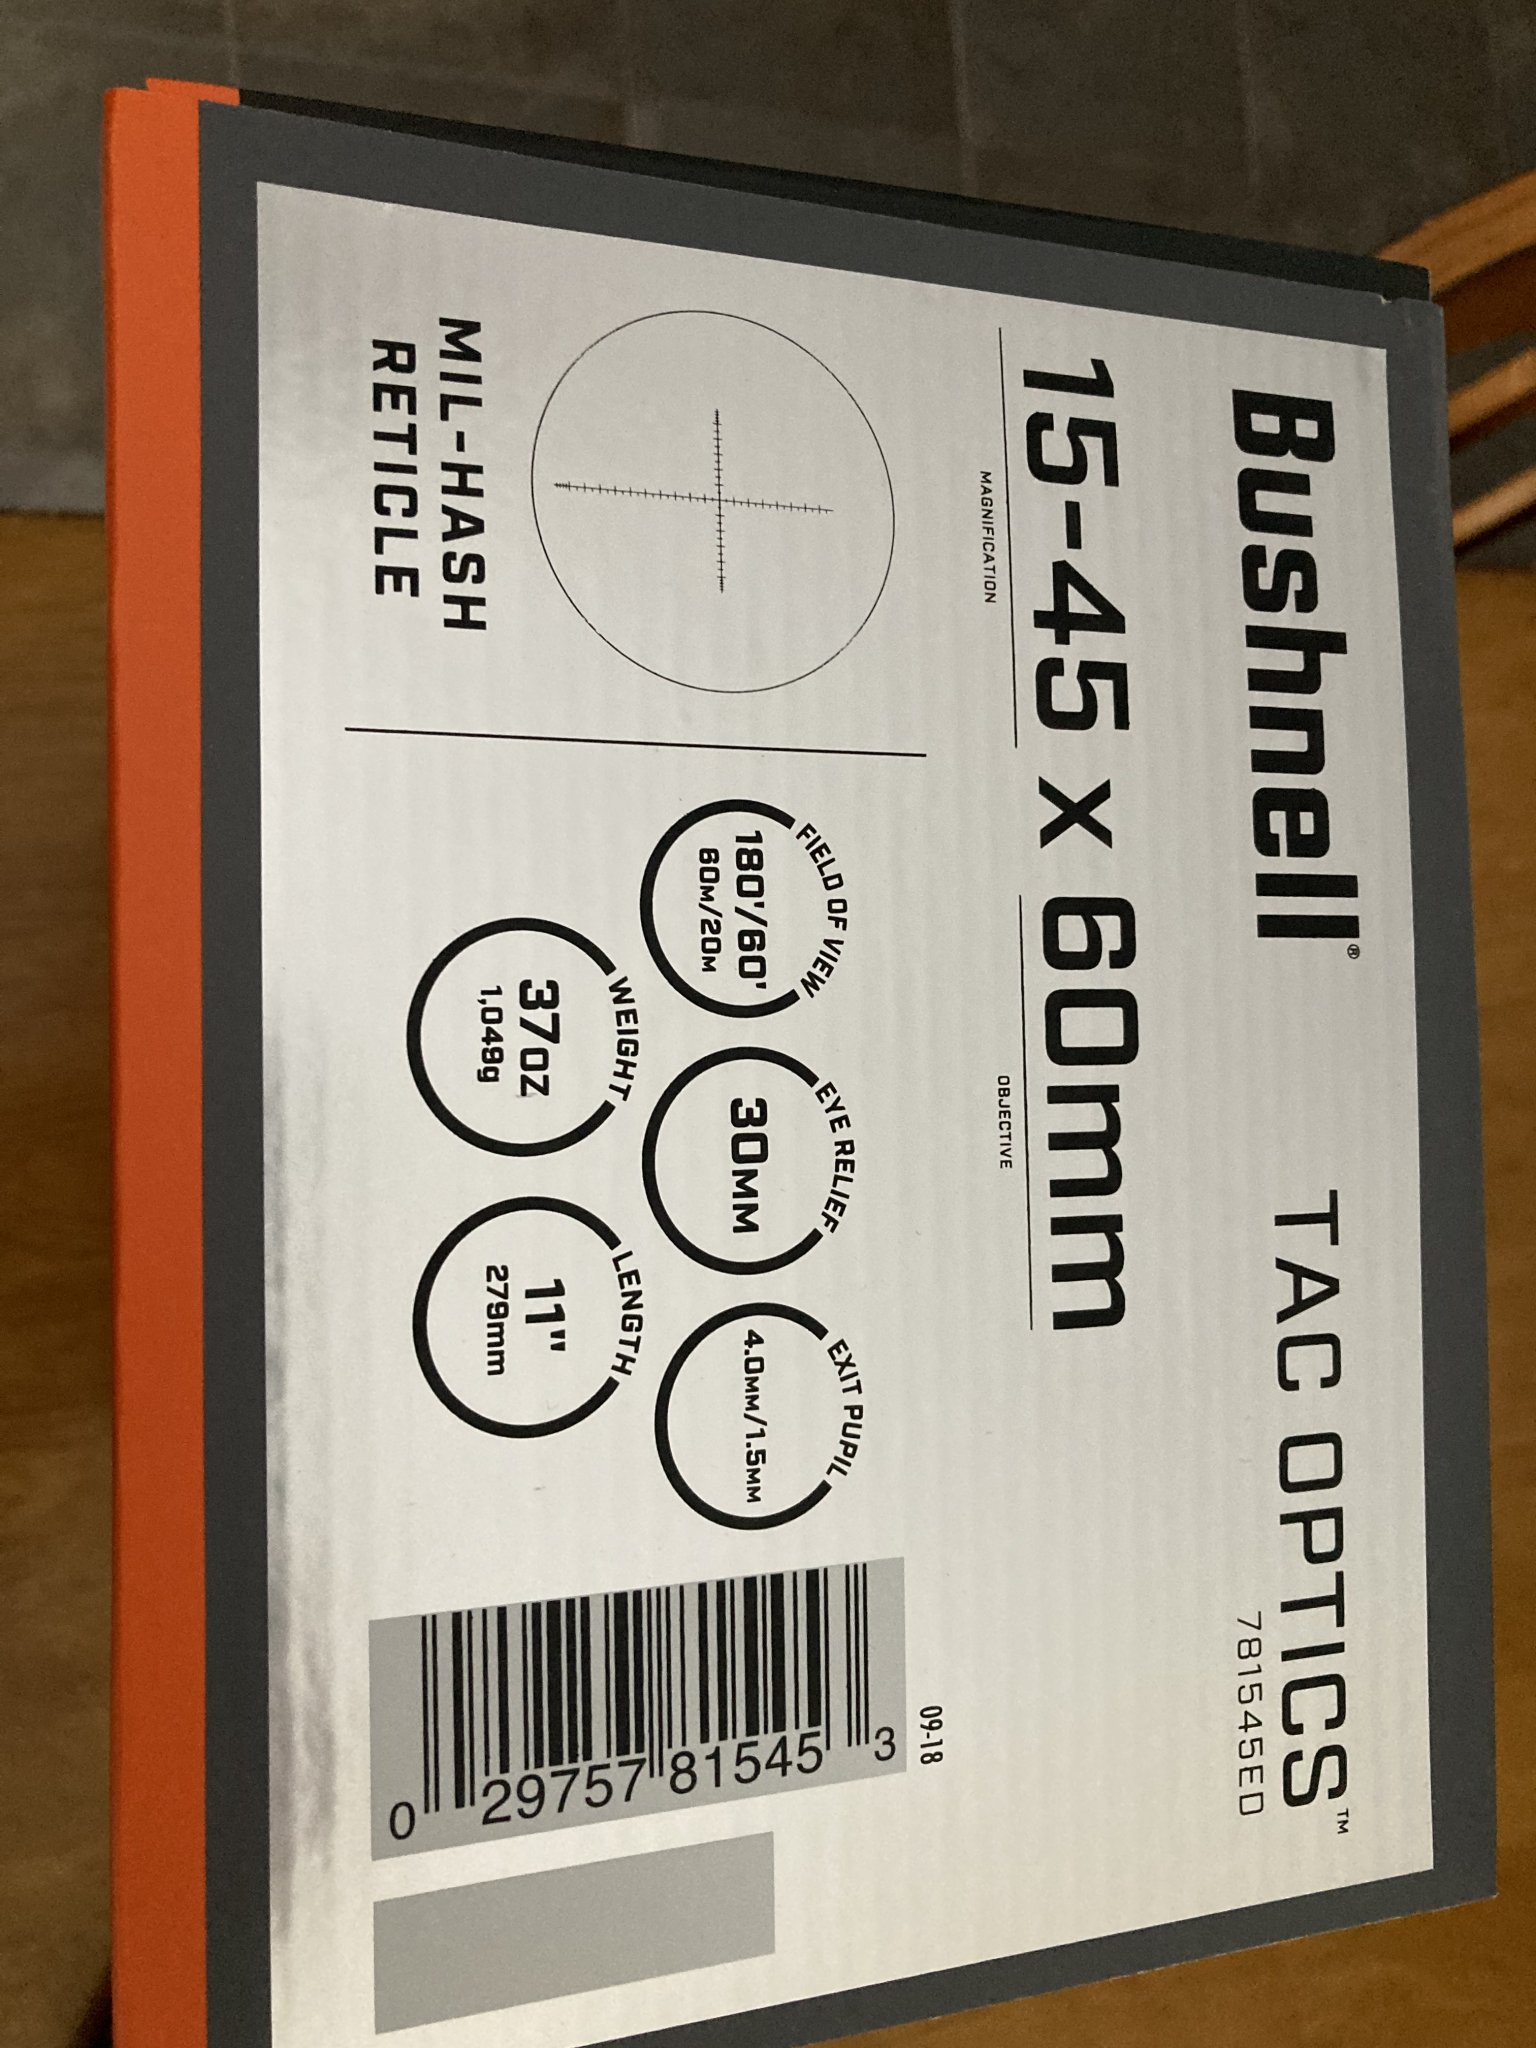 Bushnell®
TAC OPTICS™
781545ED
15-45 x 60mm
MAGNIFICATION
OBJECTIVE
MIL-HASH
RETICLE
FIELD OF VIEW
180'/60'
60M/20M
EYE RELIEF
30MM
EXIT PUPIL
4.0MM/1.5MM
WEIGHT
37OZ
1,049g
LENGTH
11"
279mm
09-18
0 29757 81545 3